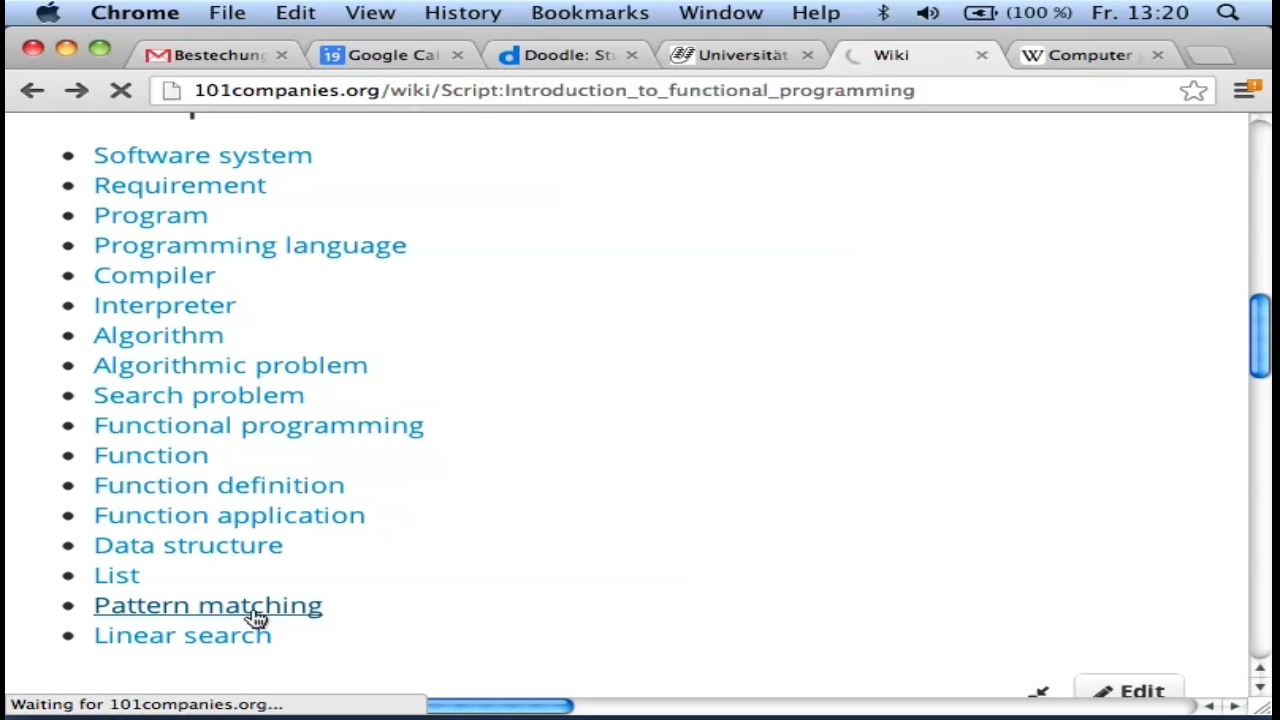 Chrome File Edit View History Bookmarks Window Help (100 %) Fr. 13:20
Bestechung 19 Google Cal Doodle: Stu Universität Wiki W Computer
101companies.org/wiki/Script:Introduction_to_functional_programming
Software system
Requirement
Program
Programming language
Compiler
Interpreter
Algorithm
Algorithmic problem
Search problem
Functional programming
Function
Function definition
Function application
Data structure
List
Pattern matching
Linear search
Edit
Waiting for 101companies.org...